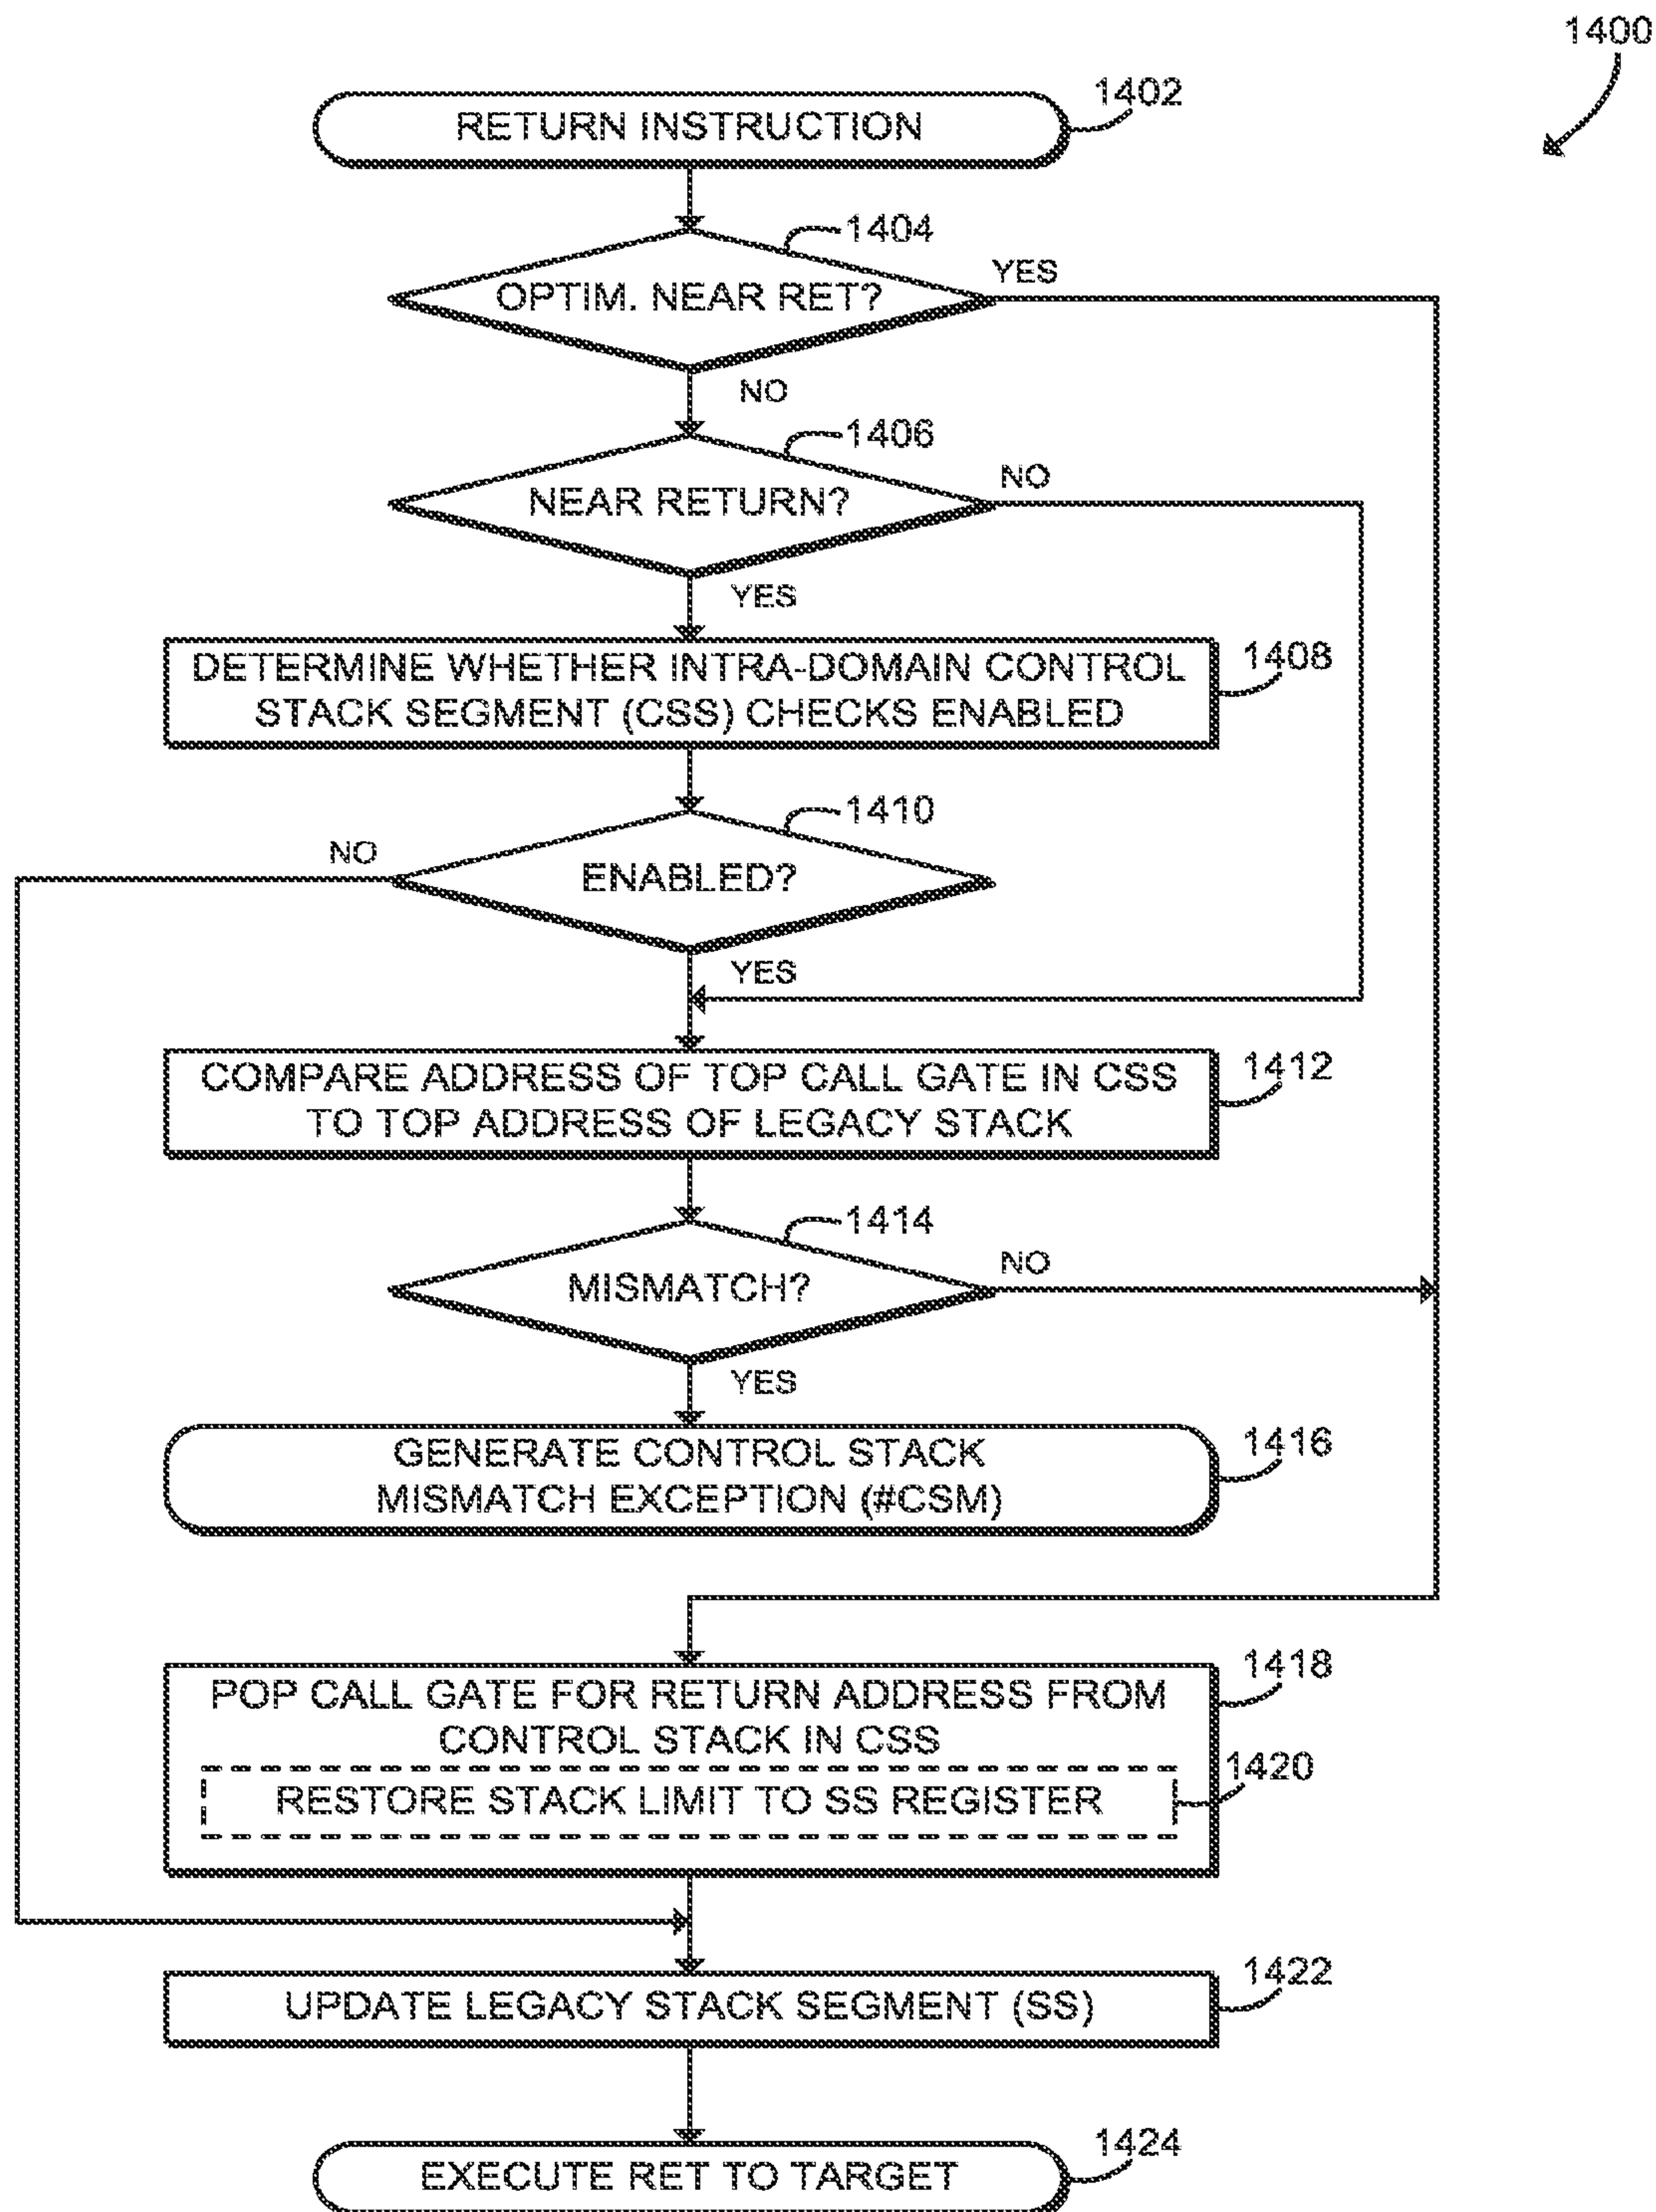 1400
RETURN INSTRUCTION
1402
OPTIM. NEAR RET?
1404
YES
NO
NEAR RETURN?
1406
NO
YES
DETERMINE WHETHER INTRA-DOMAIN CONTROL
STACK SEGMENT (CSS) CHECKS ENABLED
1408
ENABLED?
1410
NO
YES
COMPARE ADDRESS OF TOP CALL GATE IN CSS
TO TOP ADDRESS OF LEGACY STACK
1412
MISMATCH?
1414
NO
YES
GENERATE CONTROL STACK
MISMATCH EXCEPTION (#CSM)
1416
POP CALL GATE FOR RETURN ADDRESS FROM
CONTROL STACK IN CSS
1418
RESTORE STACK LIMIT TO SS REGISTER
1420
UPDATE LEGACY STACK SEGMENT (SS)
1422
EXECUTE RET TO TARGET
1424